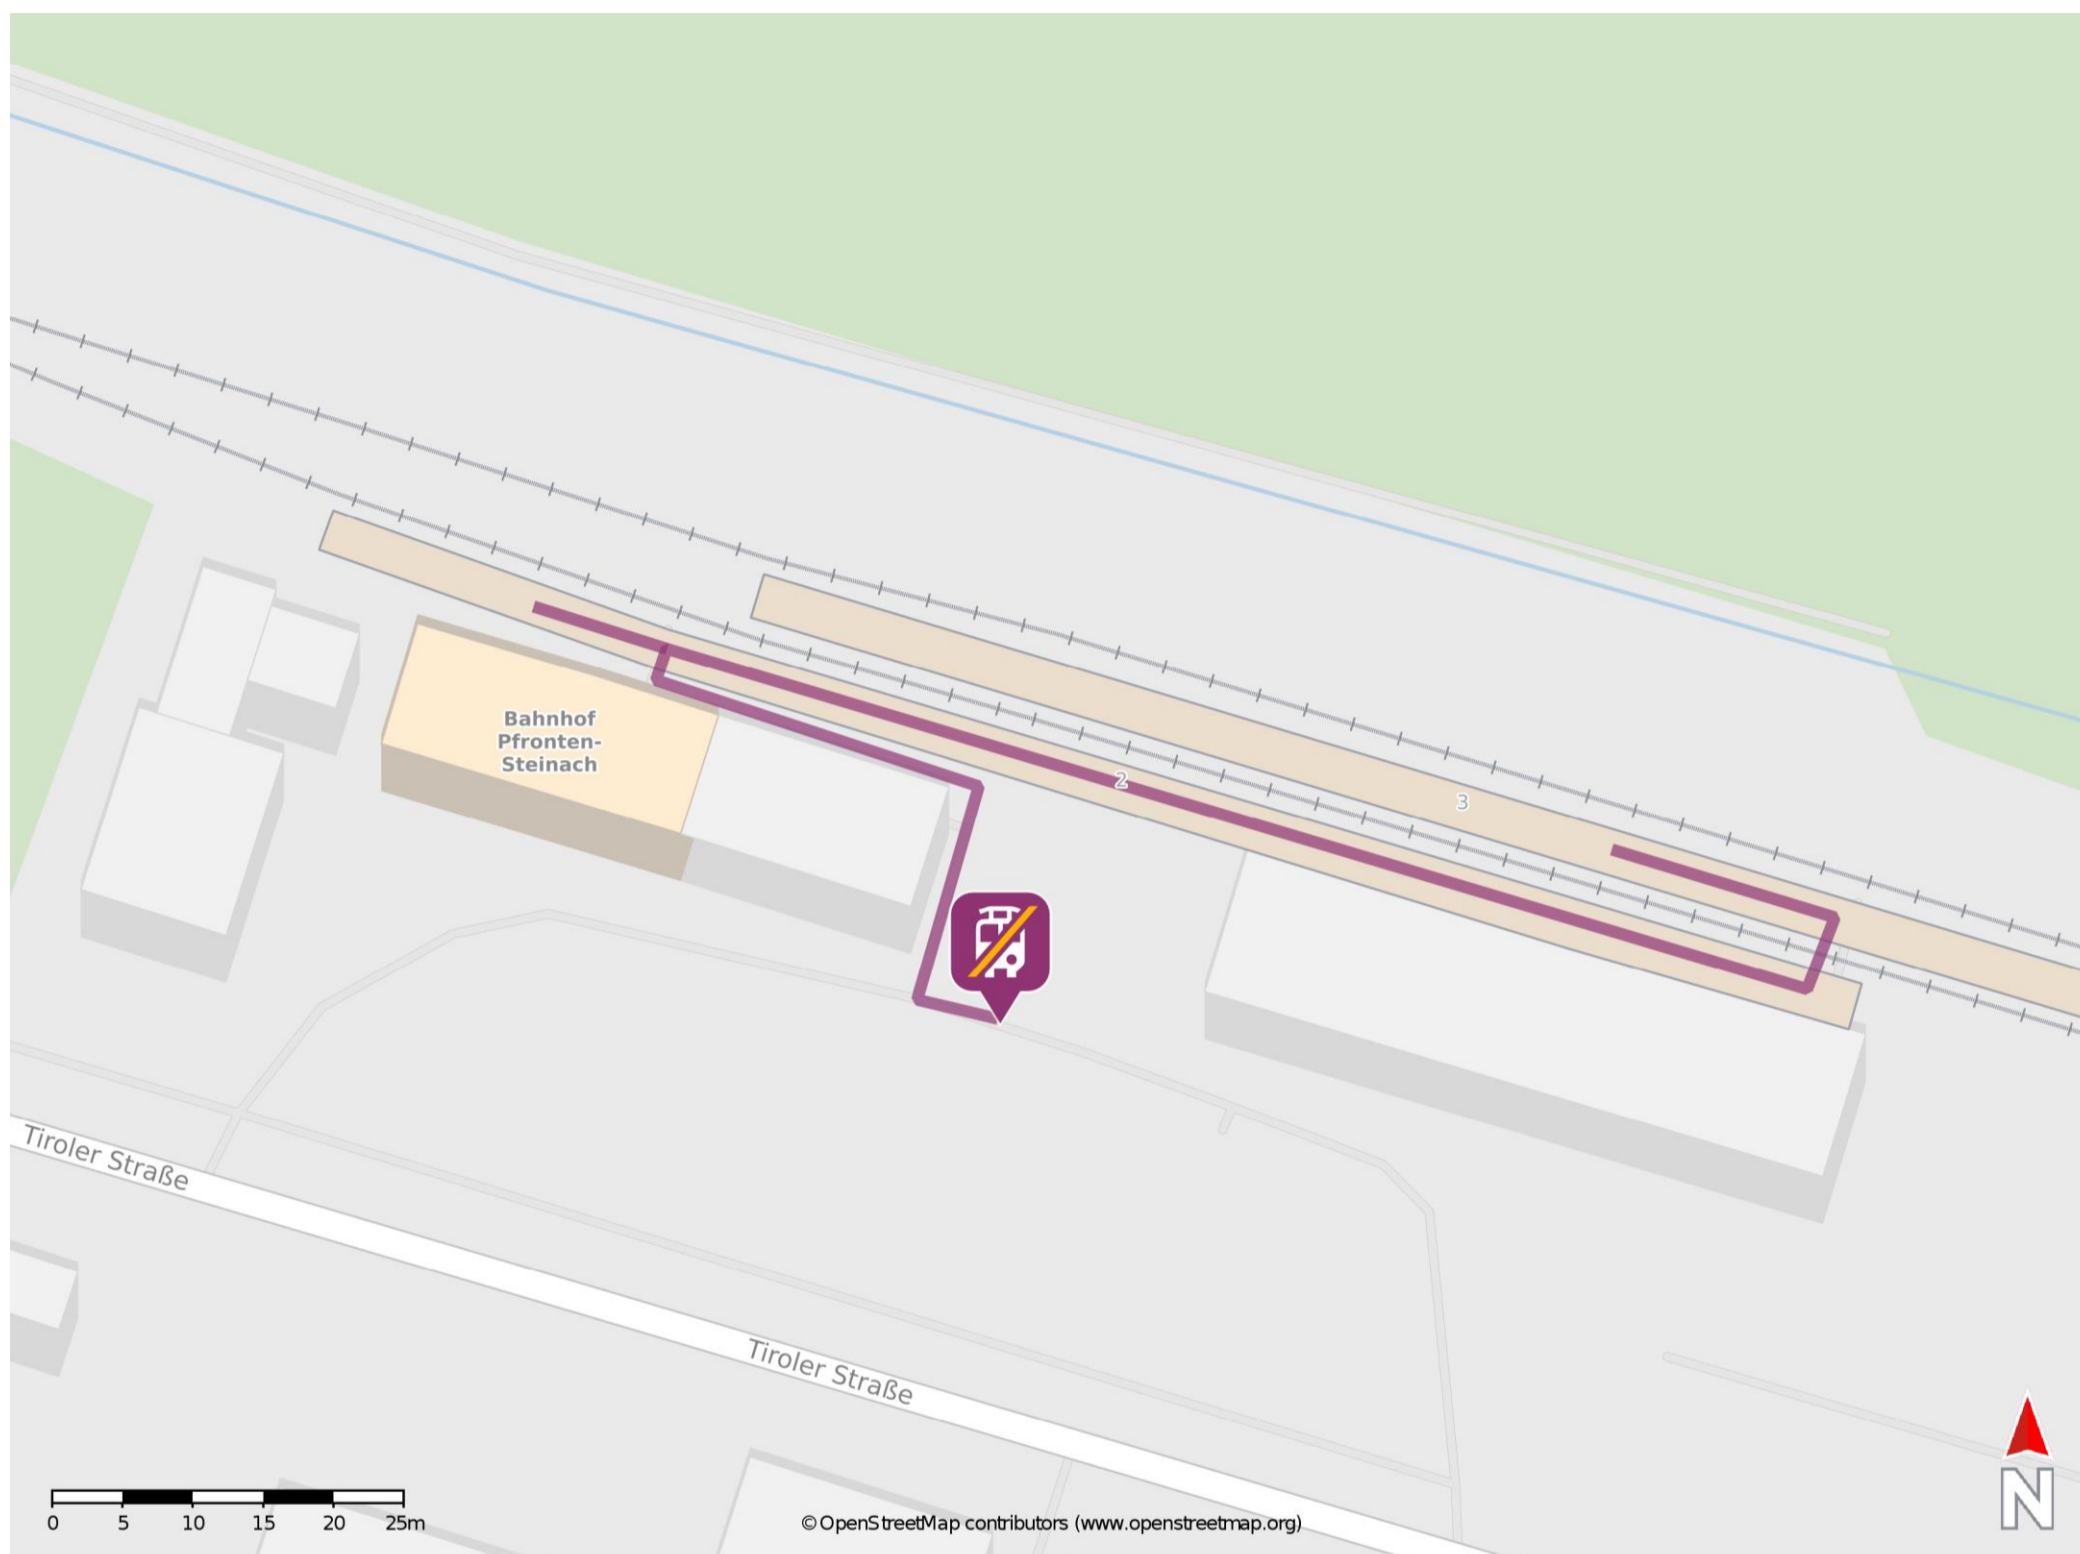 Bahnhof
Pfronten-
Steinach
2
3
Tiroler Straße
Tiroler Straße
0 5 10 15 20 25m
© OpenStreetMap contributors (www.openstreetmap.org)
N